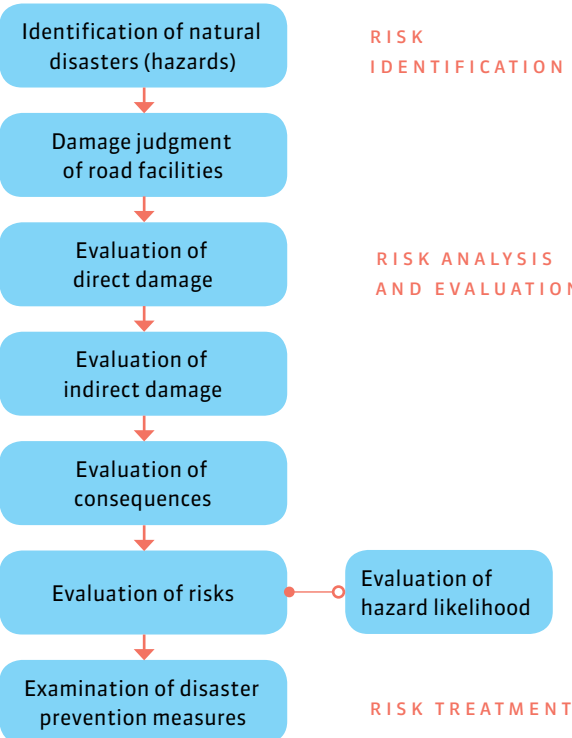 Identification of natural
disasters (hazards)
RISK
IDENTIFICATION
Damage judgment
of road facilities
Evaluation of
direct damage
RISK ANALYSIS
AND EVALUATION
Evaluation of
indirect damage
Evaluation of
consequences
Evaluation of risks
Evaluation of
hazard likelihood
Examination of disaster
prevention measures
RISK TREATMENT